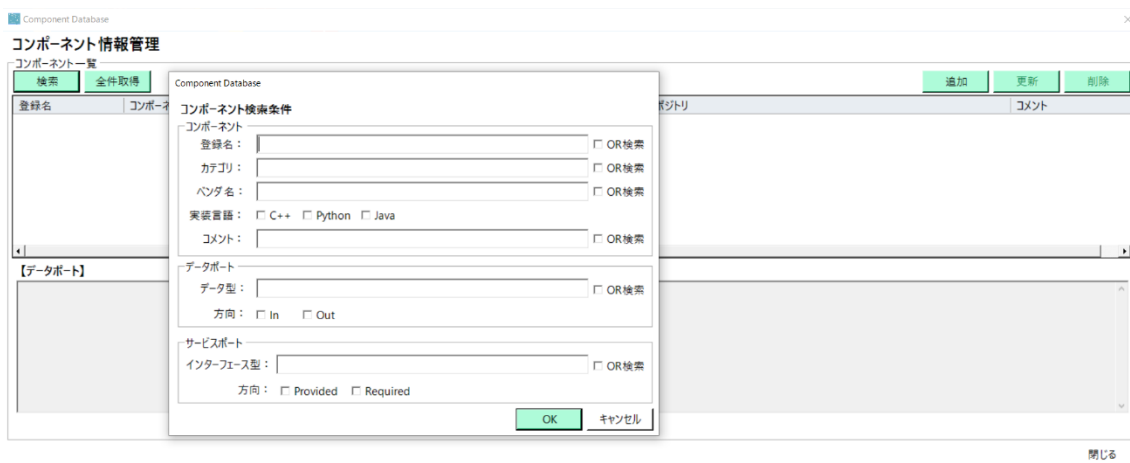 Component Database
コンポーネント情報管理
コンポーネント一覧
検索 全件取得 追加 更新 削除
登録名 コンポーネ ポジトリ コメント
Component Database
コンポーネント検索条件
コンポーネント
登録名： OR検索
カテゴリ： OR検索
ベンダ名： OR検索
実装言語： C++ Python Java
コメント： OR検索
データポート
データ型： OR検索
方向： In Out
サービスポート
インターフェース型： OR検索
方向： Provided Required
OK キャンセル
【データポート】
閉じる